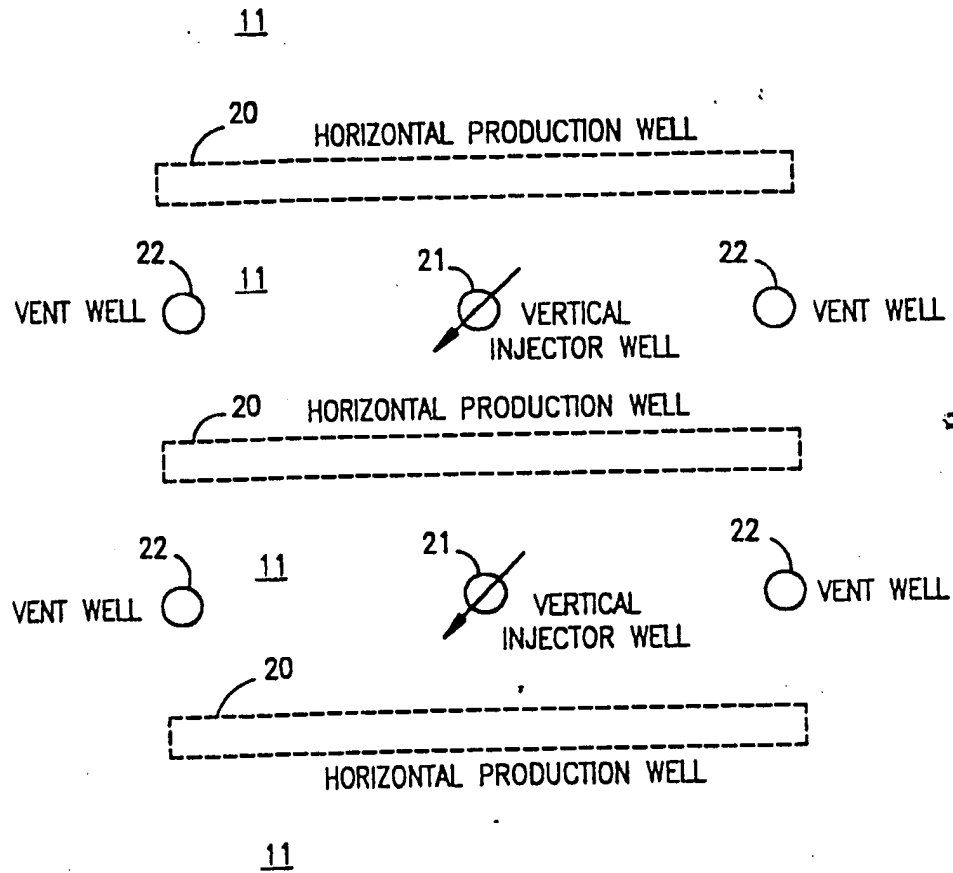 11
20
HORIZONTAL PRODUCTION WELL
22
11
21
22
VENT WELL
VERTICAL
INJECTOR WELL
VENT WELL
20
HORIZONTAL PRODUCTION WELL
22
11
21
22
VENT WELL
VERTICAL
INJECTOR WELL
VENT WELL
20
HORIZONTAL PRODUCTION WELL
11